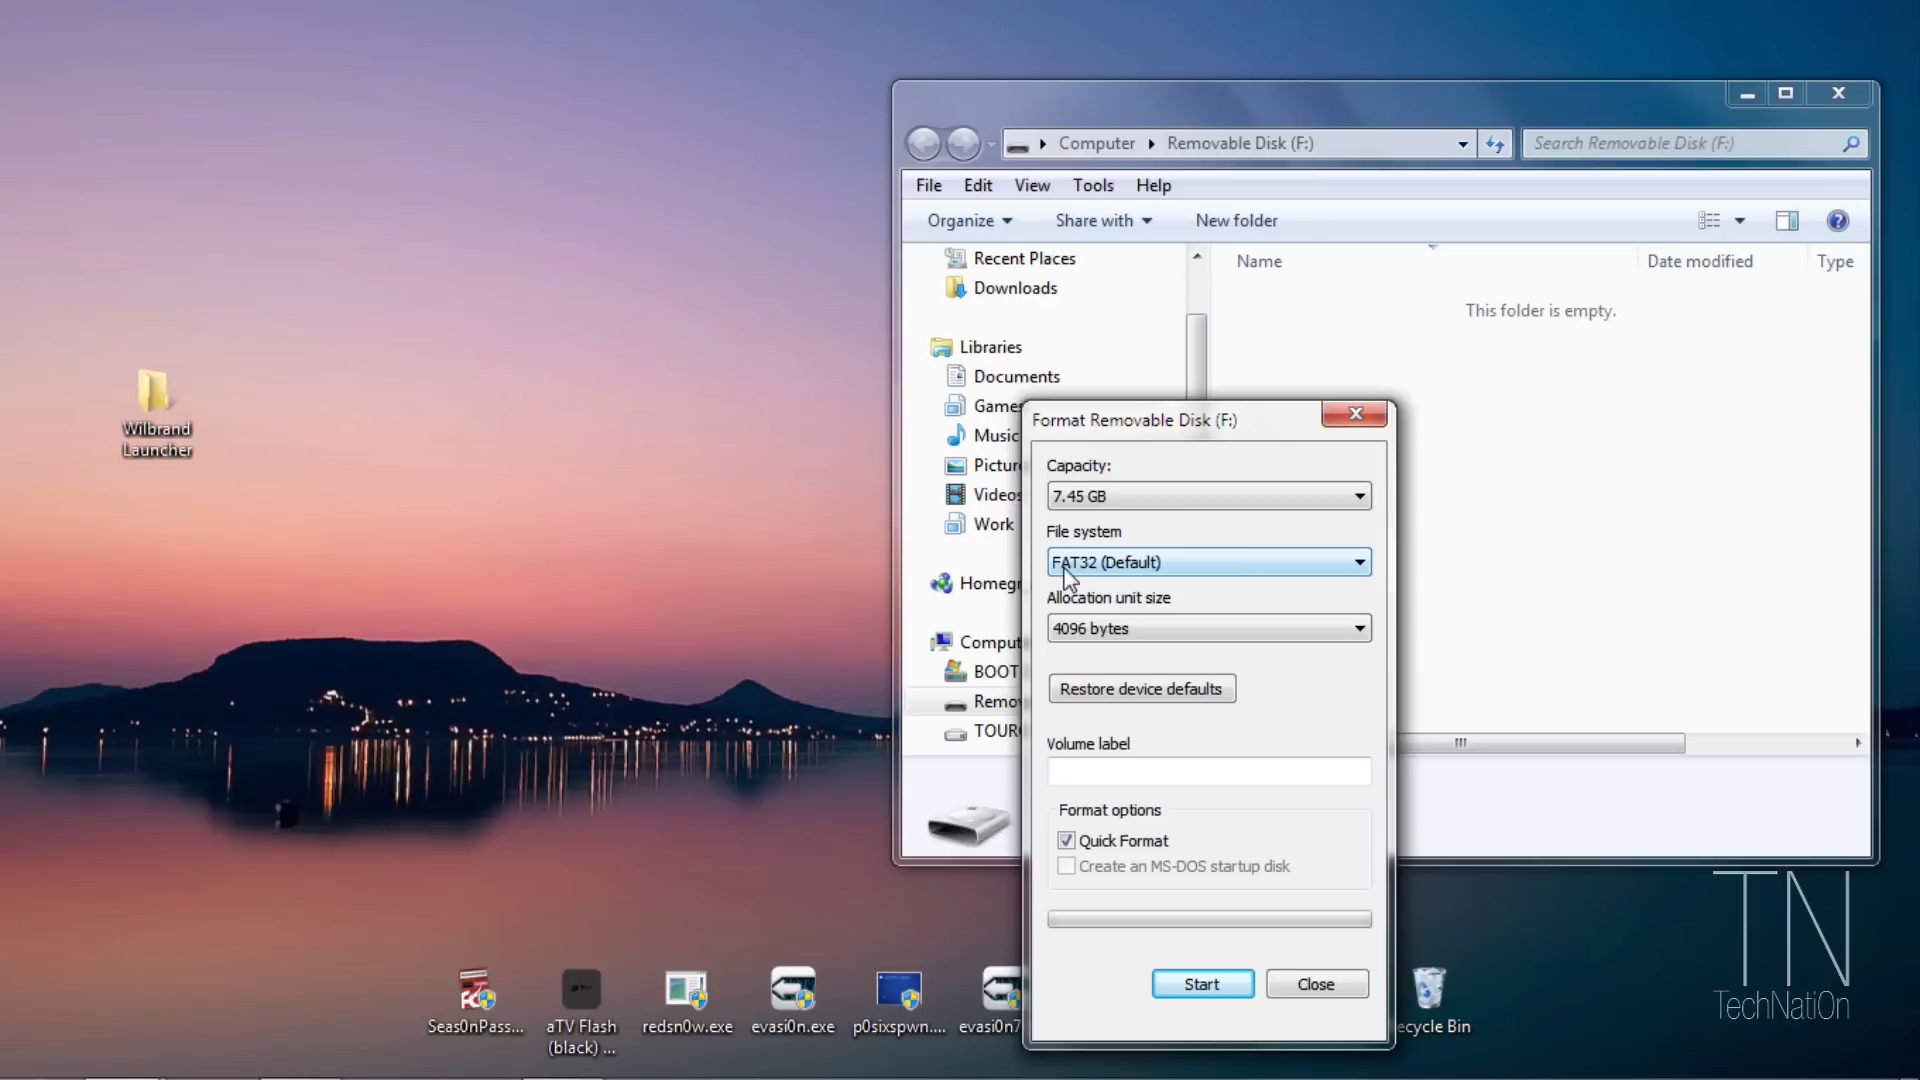 Computer Removable Disk (F:)
Search Removable Disk (F:)
File Edit View Tools Help
Organize Share with New folder
Recent Places
Downloads
Libraries
Documents
Games
Music
Picture
Videos
Work
Homegr
Comput
BOOT
Remov
TOUR
Name Date modified Type
This folder is empty.
Format Removable Disk (F:)
Capacity:
7.45 GB
File system
FAT32 (Default)
Allocation unit size
4096 bytes
Restore device defaults
Volume label
Format options
Quick Format
Create an MS-DOS startup disk
Start Close
Wilbrand
Launcher
Seas0nPass...
aTV Flash
(black) ...
redsn0w.exe
evasi0n.exe
p0sixspwn....
evasi0n7
ecycle Bin
TN
TechNatiOn